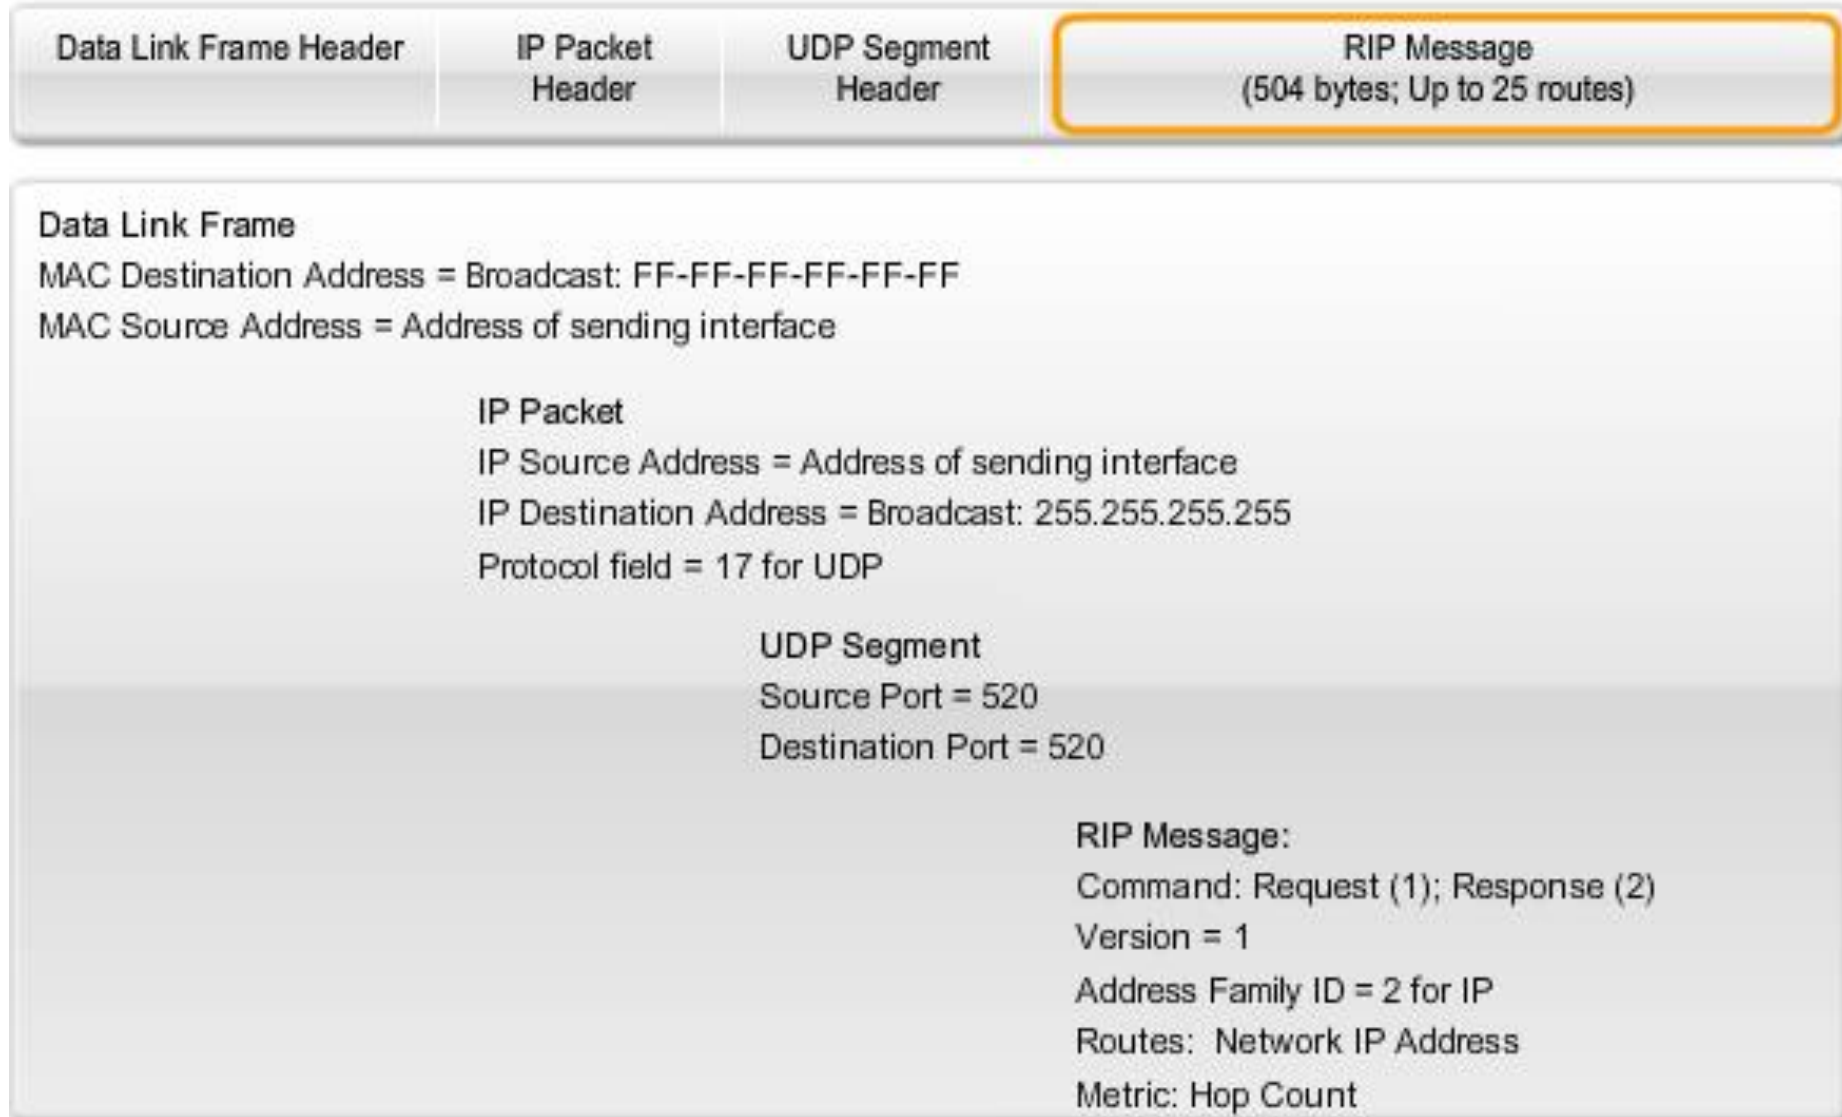 Data Link Frame Header
IP Packet
Header
UDP Segment
Header
RIP Message
(504 bytes; Up to 25 routes)
Data Link Frame
MAC Destination Address = Broadcast: FF-FF-FF-FF-FF-FF
MAC Source Address = Address of sending interface
IP Packet
IP Source Address = Address of sending interface
IP Destination Address = Broadcast: 255.255.255.255
Protocol field = 17 for UDP
UDP Segment
Source Port = 520
Destination Port = 520
RIP Message:
Command: Request (1); Response (2)
Version = 1
Address Family ID = 2 for IP
Routes: Network IP Address
Metric: Hop Count